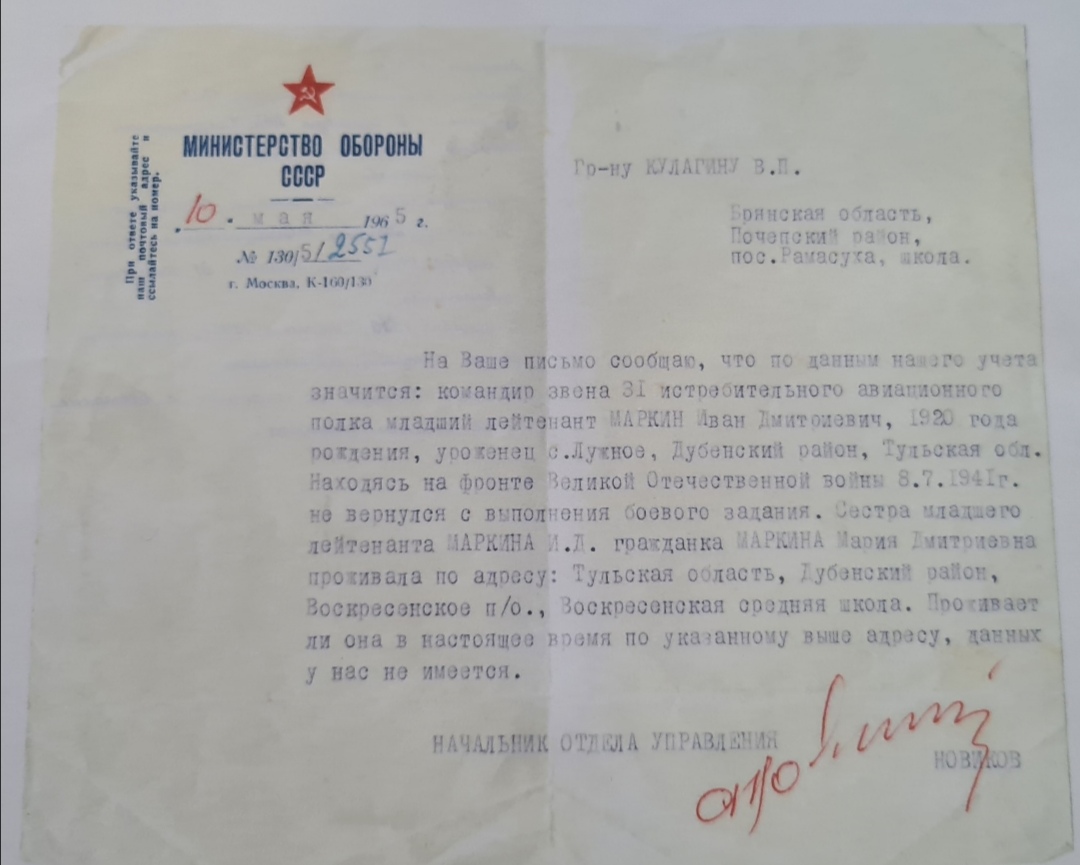 При ответе указывайте
наш почтовый адрес и
ссылайтесь на номер.
МИНИСТЕРСТВО ОБОРОНЫ
СССР
10 мая 1965 г.
№ 130/5/2551
г. Москва, К-160/130
Гр-ну КУЛАГИНУ В.П.
Брянская область,
Почепский район,
пос.Рамасуха, школа.
На Ваше письмо сообщаю, что по данным нашего учета
значится: командир звена 31 истребительного авиационного
полка младший лейтенант МАРКИН Иван Дмитриевич, 1920 года
рождения, уроженец с.Лужное, Дубенский район, Тульская обл.
Находясь на фронте Великой Отечественной войны 8.7.1941г.
не вернулся с выполнения боевого задания. Сестра младшего
лейтенанта МАРКИНА И.Д. гражданка МАРКИНА Мария Дмитриевна
проживала по адресу: Тульская область, Дубенский район,
Воскресенское п/о., Воскресенская средняя школа. Проживает
ли она в настоящее время по указанному выше адресу, данных
у нас не имеется.
НАЧАЛЬНИК ОТДЕЛА УПРАВЛЕНИЯ
НОВИКОВ